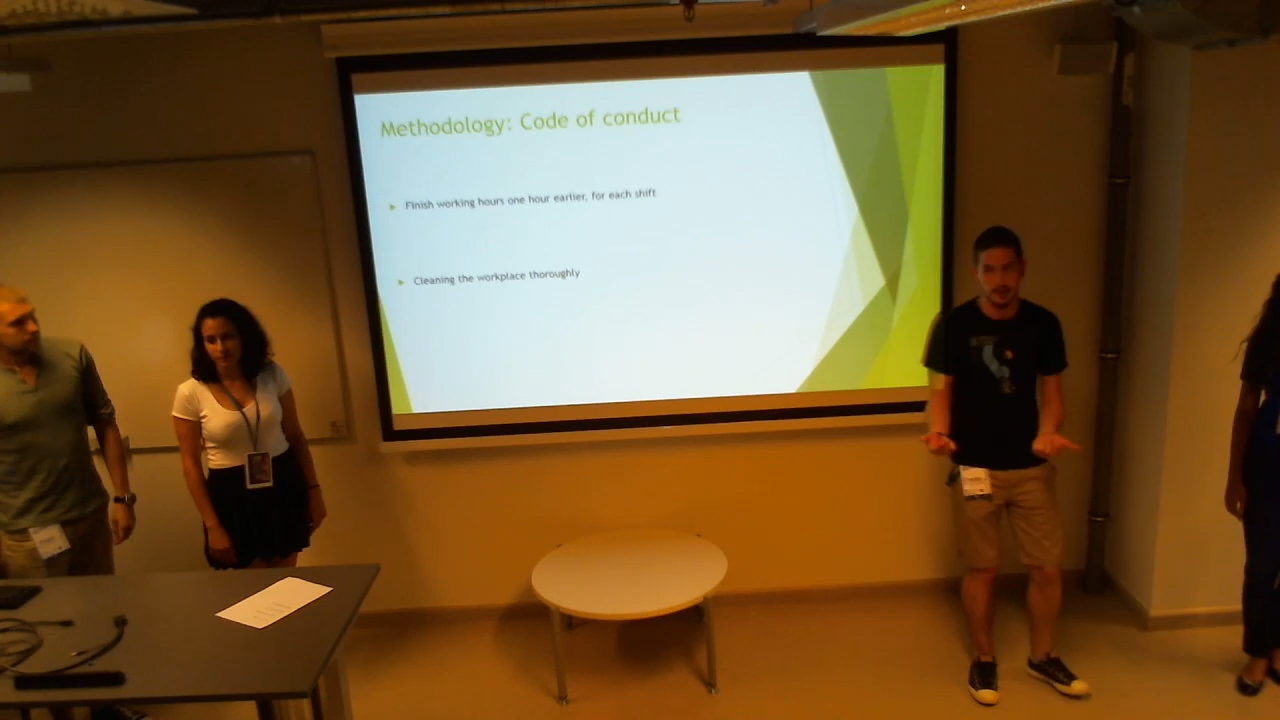 Methodology: Code of conduct
Finish working hours one hour earlier, for each shift
Cleaning the workplace thoroughly